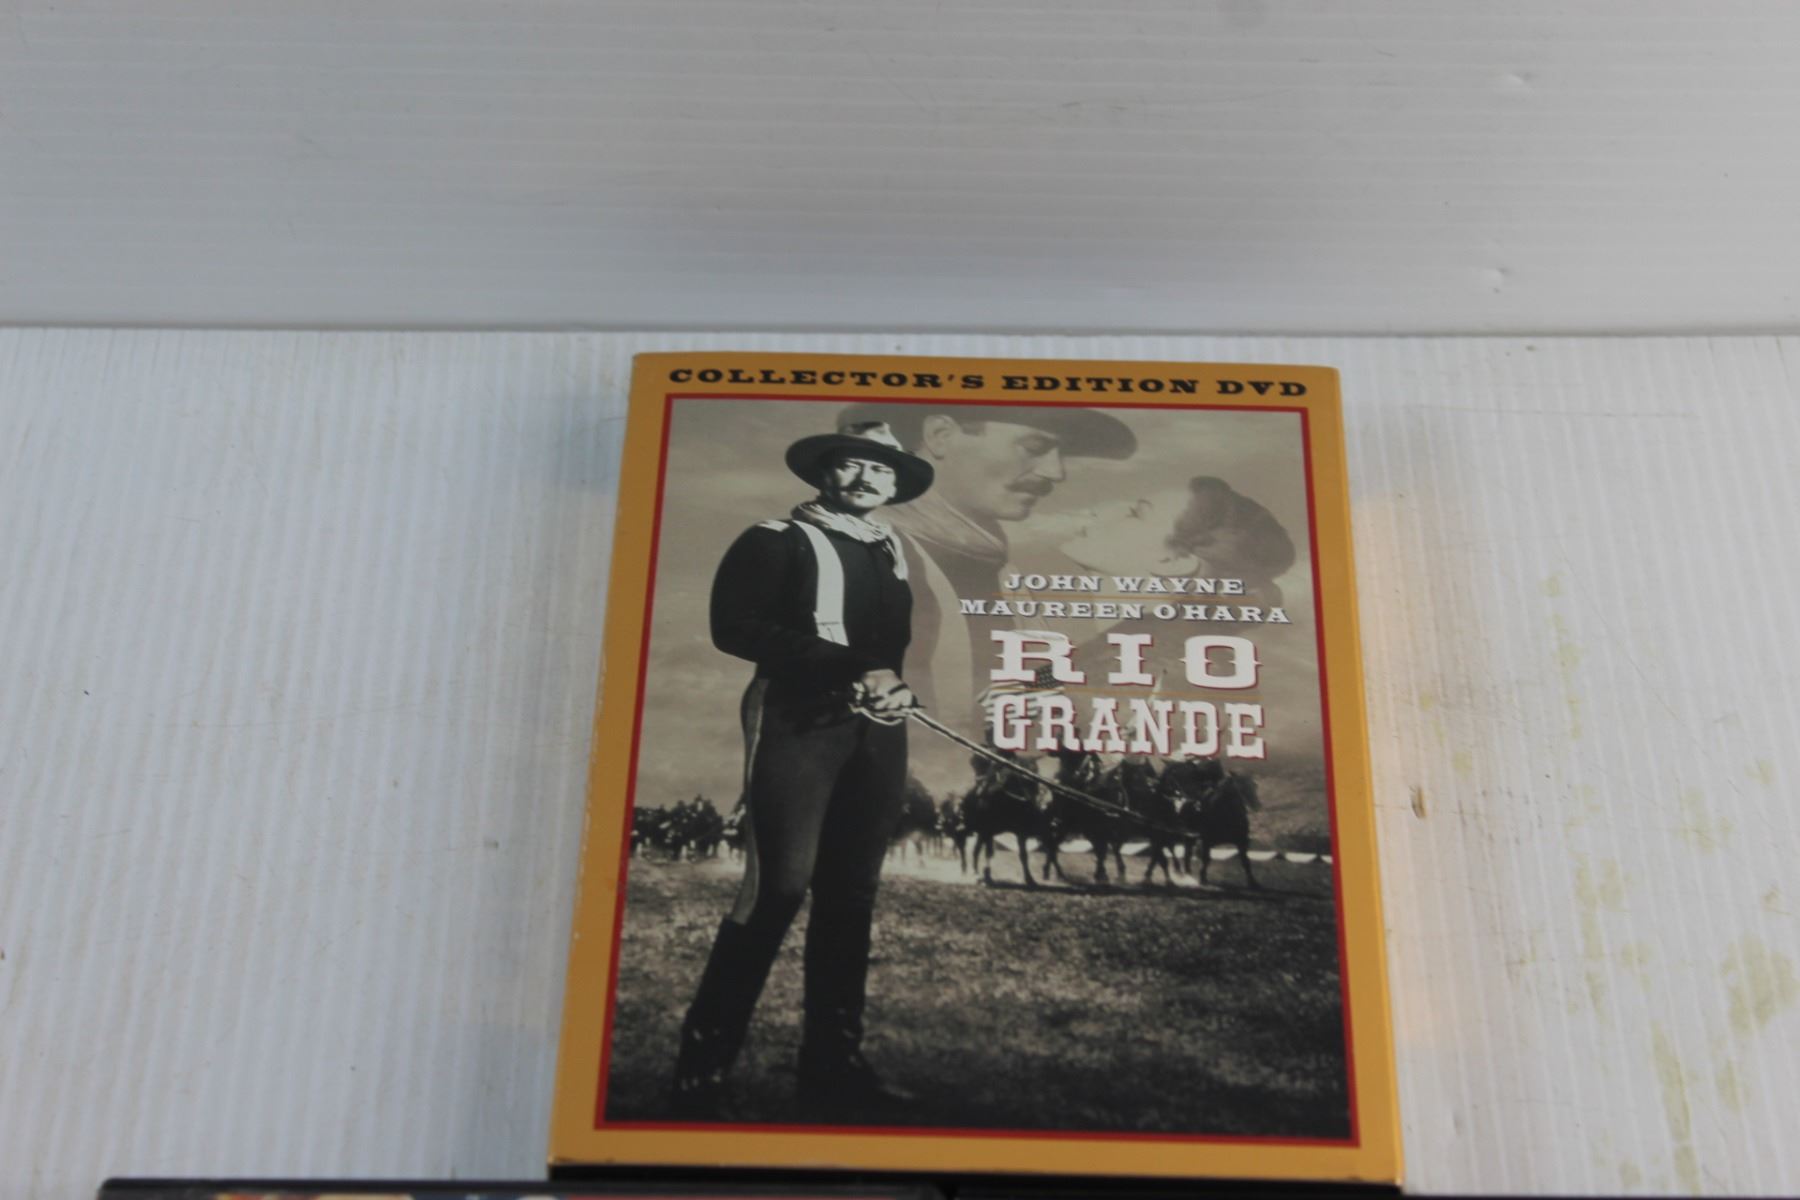 COLLECTOR'S EDITION DVD
JOHN WAYNE
MAUREEN O'HARA
RIO
GRANDE